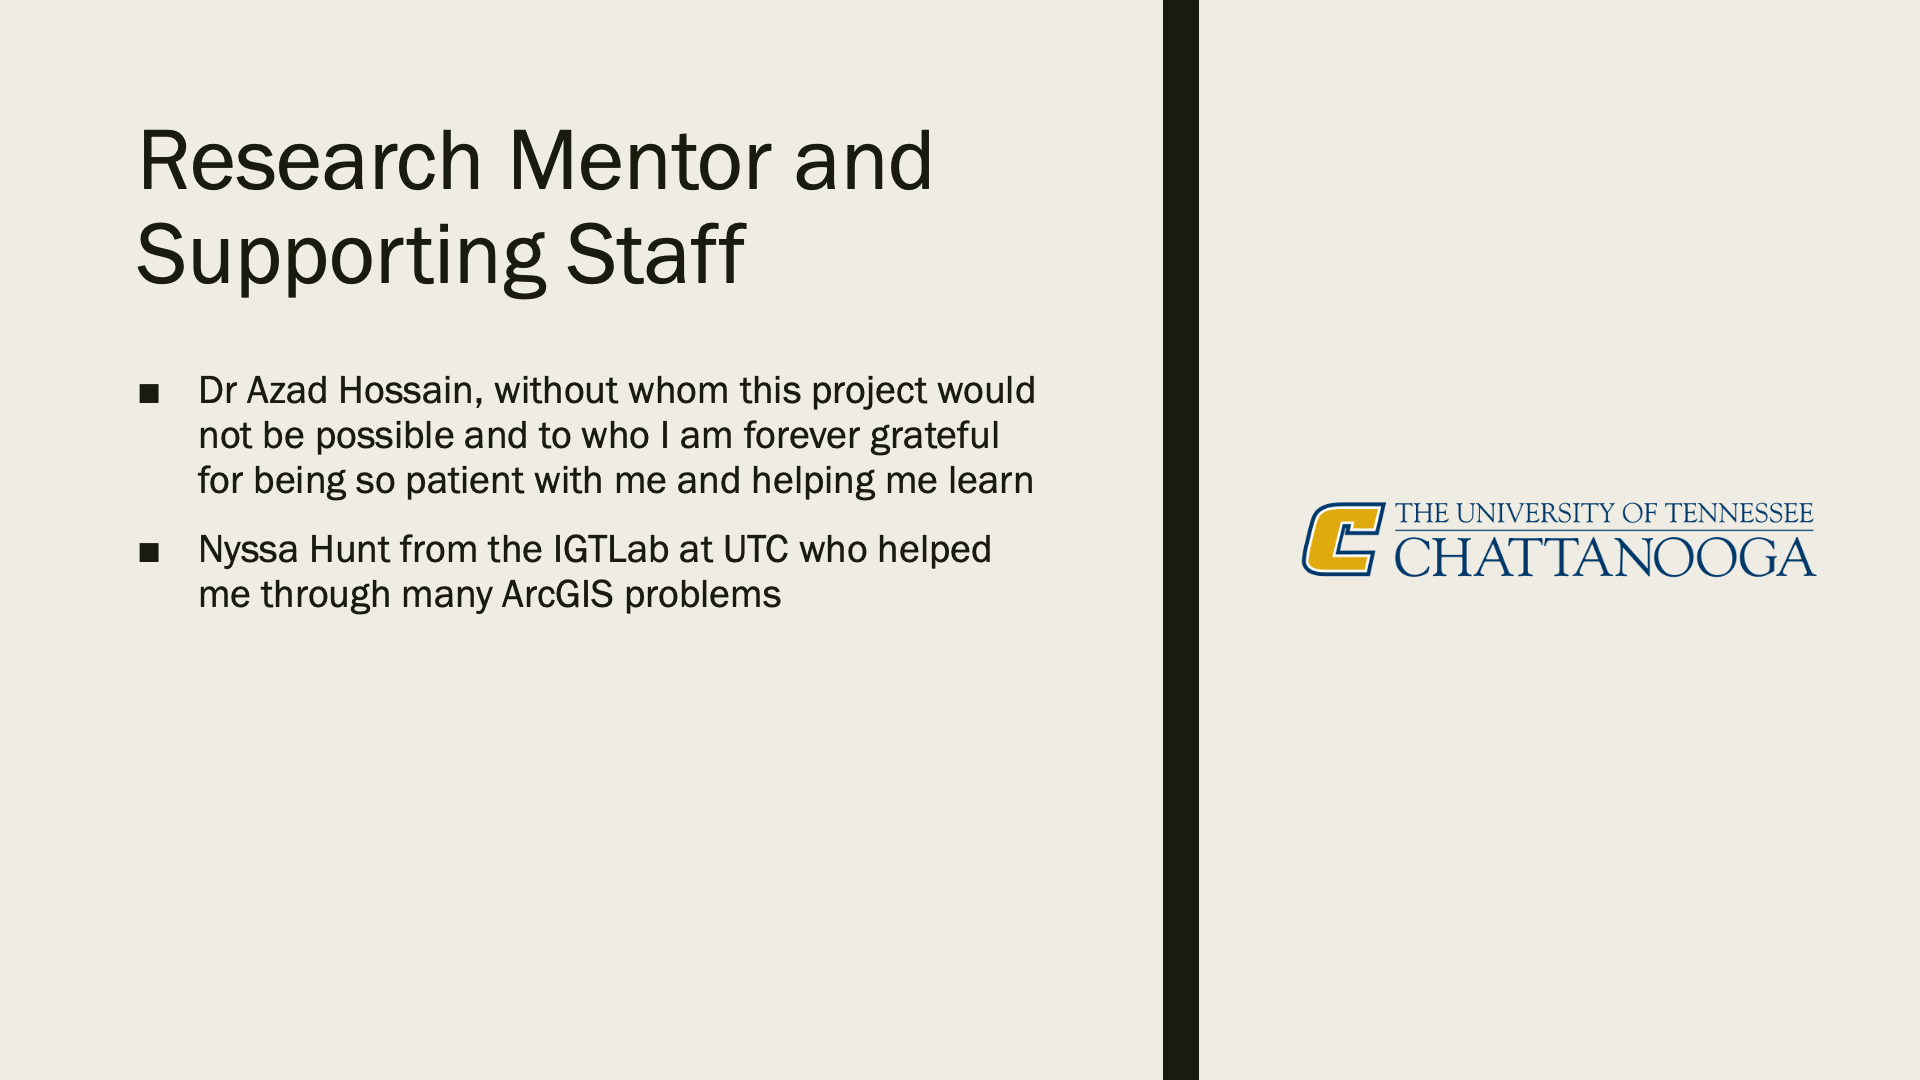 Research Mentor and
Supporting Staff
■ Dr Azad Hossain, without whom this project would
not be possible and to who I am forever grateful
for being so patient with me and helping me learn
■ Nyssa Hunt from the IGTLab at UTC who helped
me through many ArcGIS problems
C
THE UNIVERSITY OF TENNESSEE
CHATTANOOGA